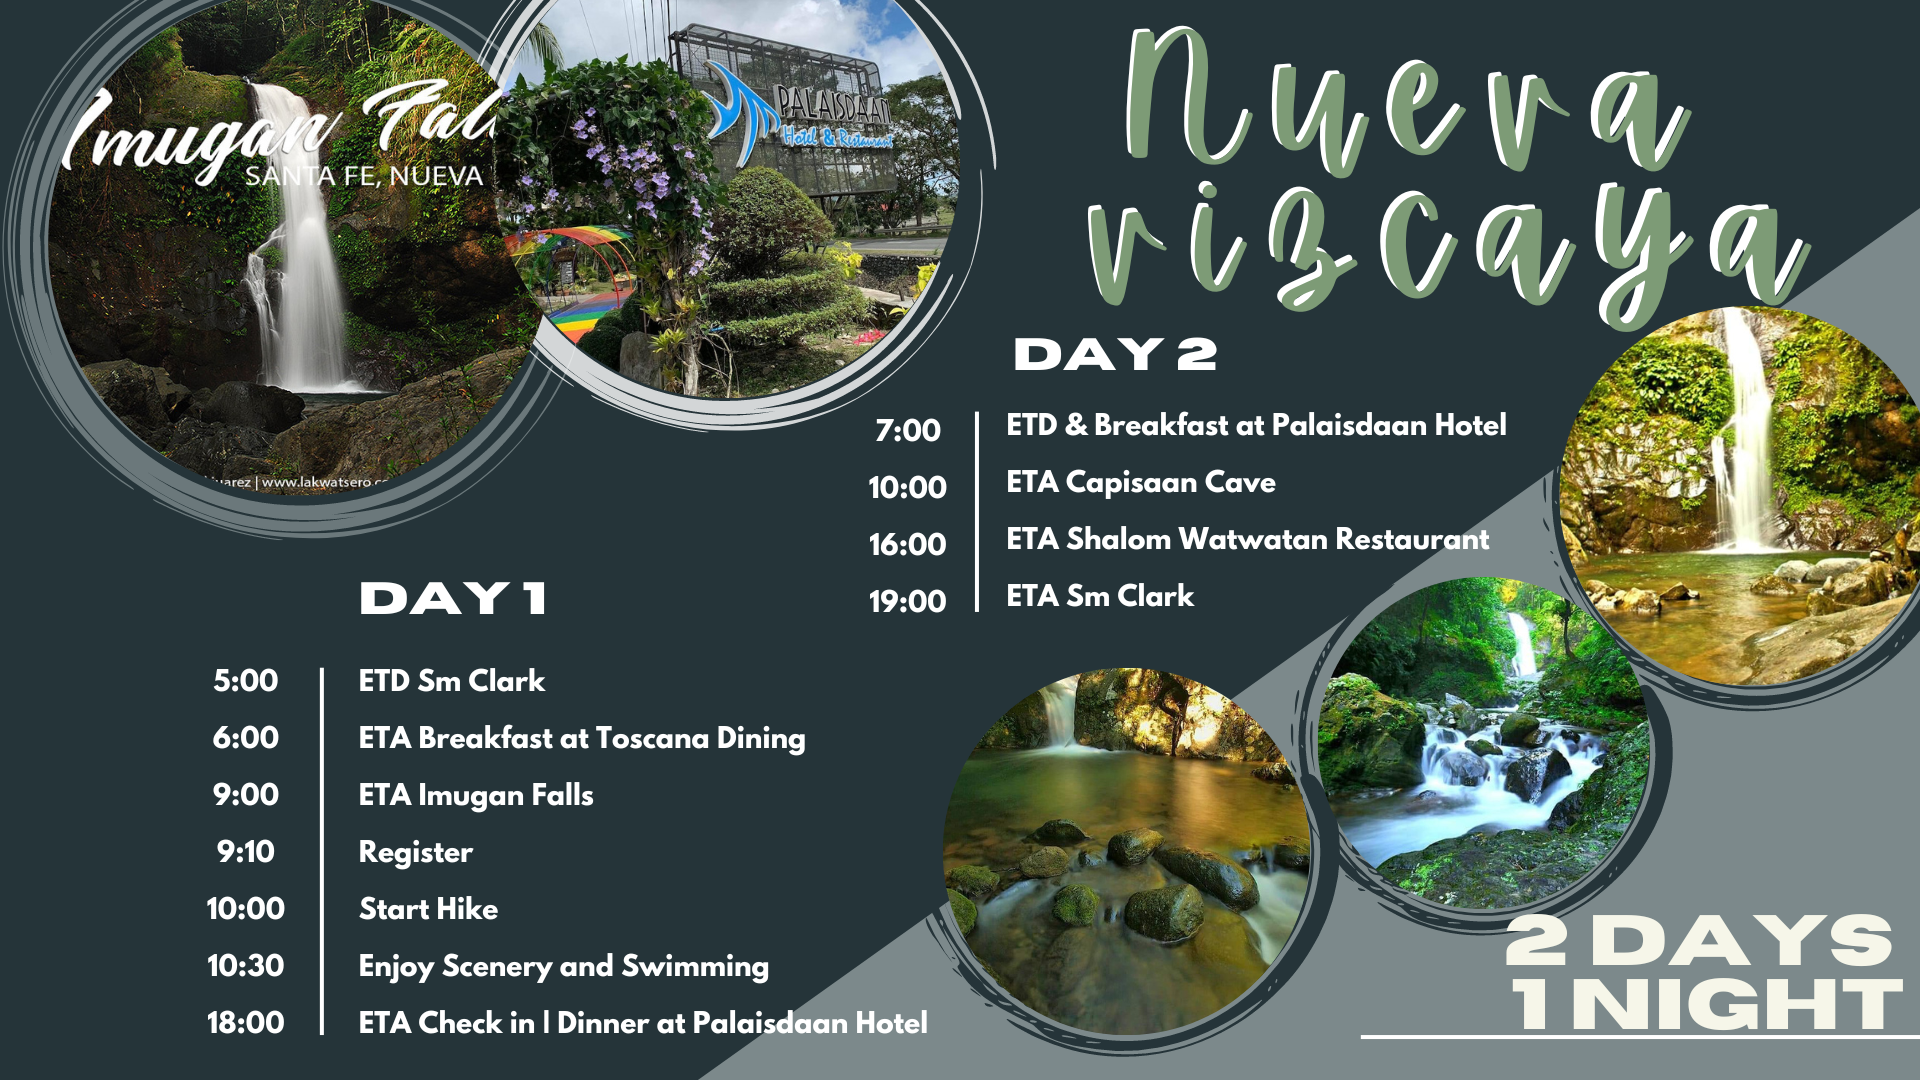 Imugan Fal
SANTA FE, NUEVA
uarez | www.lakwatsero.co
PALAISDAAN
Hotel & Restaurant
Nueva
vizcaya
DAY 1
5:00 ETD Sm Clark
6:00 ETA Breakfast at Toscana Dining
9:00 ETA Imugan Falls
9:10 Register
10:00 Start Hike
10:30 Enjoy Scenery and Swimming
18:00 ETA Check in | Dinner at Palaisdaan Hotel
DAY 2
7:00 ETD & Breakfast at Palaisdaan Hotel
10:00 ETA Capisaan Cave
16:00 ETA Shalom Watwatan Restaurant
19:00 ETA Sm Clark
2 DAYS
1 NIGHT